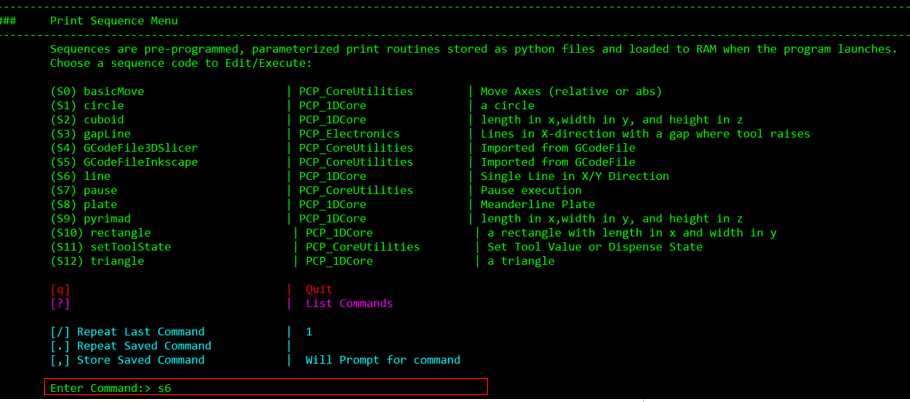 ### Print Sequence Menu
Sequences are pre-programmed, parameterized print routines stored as python files and loaded to RAM when the program launches.
Choose a sequence code to Edit/Execute:
(S0) basicMove | PCP_CoreUtilities | Move Axes (relative or abs)
(S1) circle | PCP_1DCore | a circle
(S2) cuboid | PCP_1DCore | length in x,width in y, and height in z
(S3) gapLine | PCP_Electronics | Lines in X-direction with a gap where tool raises
(S4) GCodeFile3DSlicer | PCP_CoreUtilities | Imported from GCodeFile
(S5) GCodeFileInkscape | PCP_CoreUtilities | Imported from GCodeFile
(S6) line | PCP_1DCore | Single Line in X/Y Direction
(S7) pause | PCP_CoreUtilities | Pause execution
(S8) plate | PCP_1DCore | Meanderline Plate
(S9) pyrimad | PCP_1DCore | length in x,width in y, and height in z
(S10) rectangle | PCP_1DCore | a rectangle with length in x and width in y
(S11) setToolState | PCP_CoreUtilities | Set Tool Value or Dispense State
(S12) triangle | PCP_1DCore | a triangle
[q] | Quit
[?] | List Commands
[/] Repeat Last Command | 1
[.] Repeat Saved Command |
[,] Store Saved Command | Will Prompt for command
Enter Command:> s6